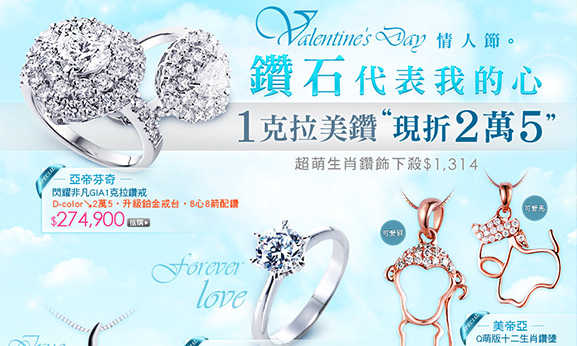 Valentine's Day 情人節。
鑽石代表我的心
1克拉美鑽“現折2萬5”
超萌生肖鑽飾下殺$1,314
亞帝芬奇
閃耀非凡GIA1克拉鑽戒
D-color↘2萬5‧升級鉑金戒台‧8心8箭配鑽
$274,900
Forever
love
可愛猴
可愛馬
True
美帝亞
Q萌版十二生肖鑽墜